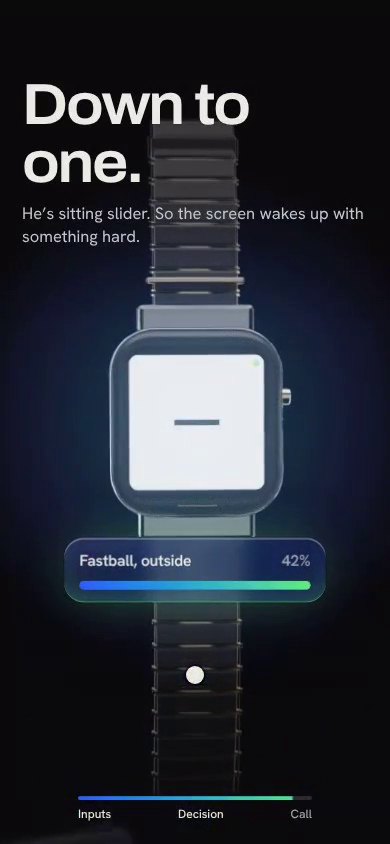 Down to
one.
He’s sitting slider. So the screen wakes up with
something hard.
Fastball, outside 42%
Inputs Decision Call